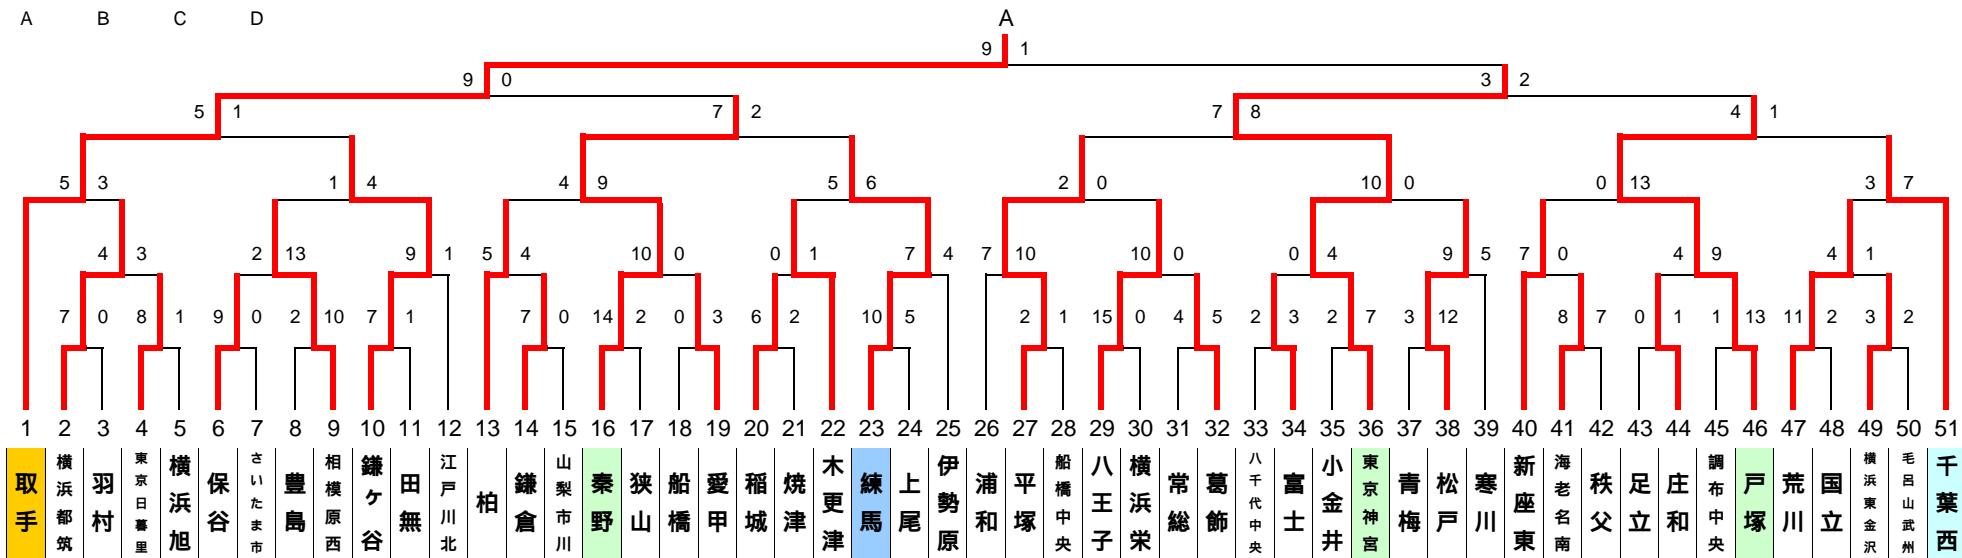 A B C D A
9 1
9 0 3 2
5 1 7 2 7 8 4 1
5 3 1 4 4 9 5 6 2 0 10 0 0 13 3 7
4 3 2 13 9 1 5 4 10 0 0 1 7 4 7 10 10 0 0 4 9 5 7 0 4 9 4 1
7 0 8 1 9 0 2 10 7 1 7 0 14 2 0 3 6 2 10 5 2 1 15 0 4 5 2 3 2 7 3 12 8 7 0 1 1 13 11 2 3 2
1 2 3 4 5 6 7 8 9 10 11 12 13 14 15 16 17 18 19 20 21 22 23 24 25 26 27 28 29 30 31 32 33 34 35 36 37 38 39 40 41 42 43 44 45 46 47 48 49 50 51
取手
横浜都筑
羽村
東京日暮里
横浜旭
保谷
さいたま市
豊島
相模原西
鎌ヶ谷
田無
江戸川北
柏
鎌倉
山梨市川
秦野
狭山
船橋
愛甲
稲城
焼津
木更津
練馬
上尾
伊勢原
浦和
平塚
船橋中央
八王子
横浜栄
常総
葛飾
八千代中央
富士
小金井
東京神宮
青梅
松戸
寒川
新座東
海老名南
秩父
足立
庄和
調布中央
戸塚
荒川
国立
横浜東金沢
毛呂山武州
千葉西